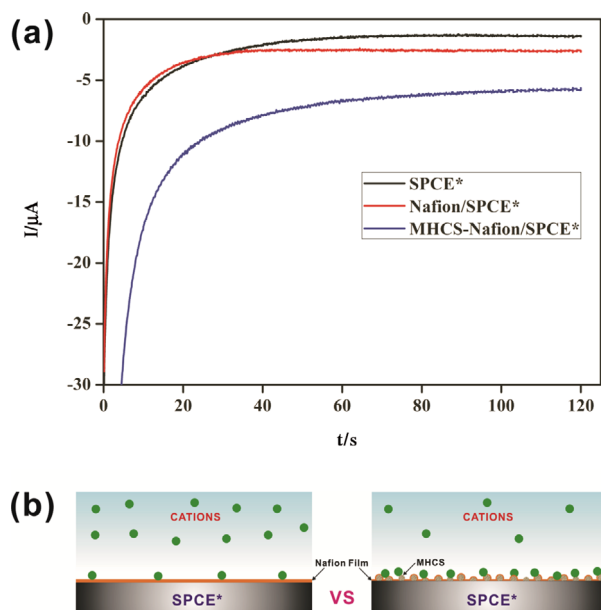 (a)
0
-5
-10
-15
-20
-25
-30
I/μA
SPCE*
Nafion/SPCE*
MHCS-Nafion/SPCE*
0 20 40 60 80 100 120
t/s
(b)
CATIONS
CATIONS
Nafion Film
MHCS
SPCE*
VS
SPCE*